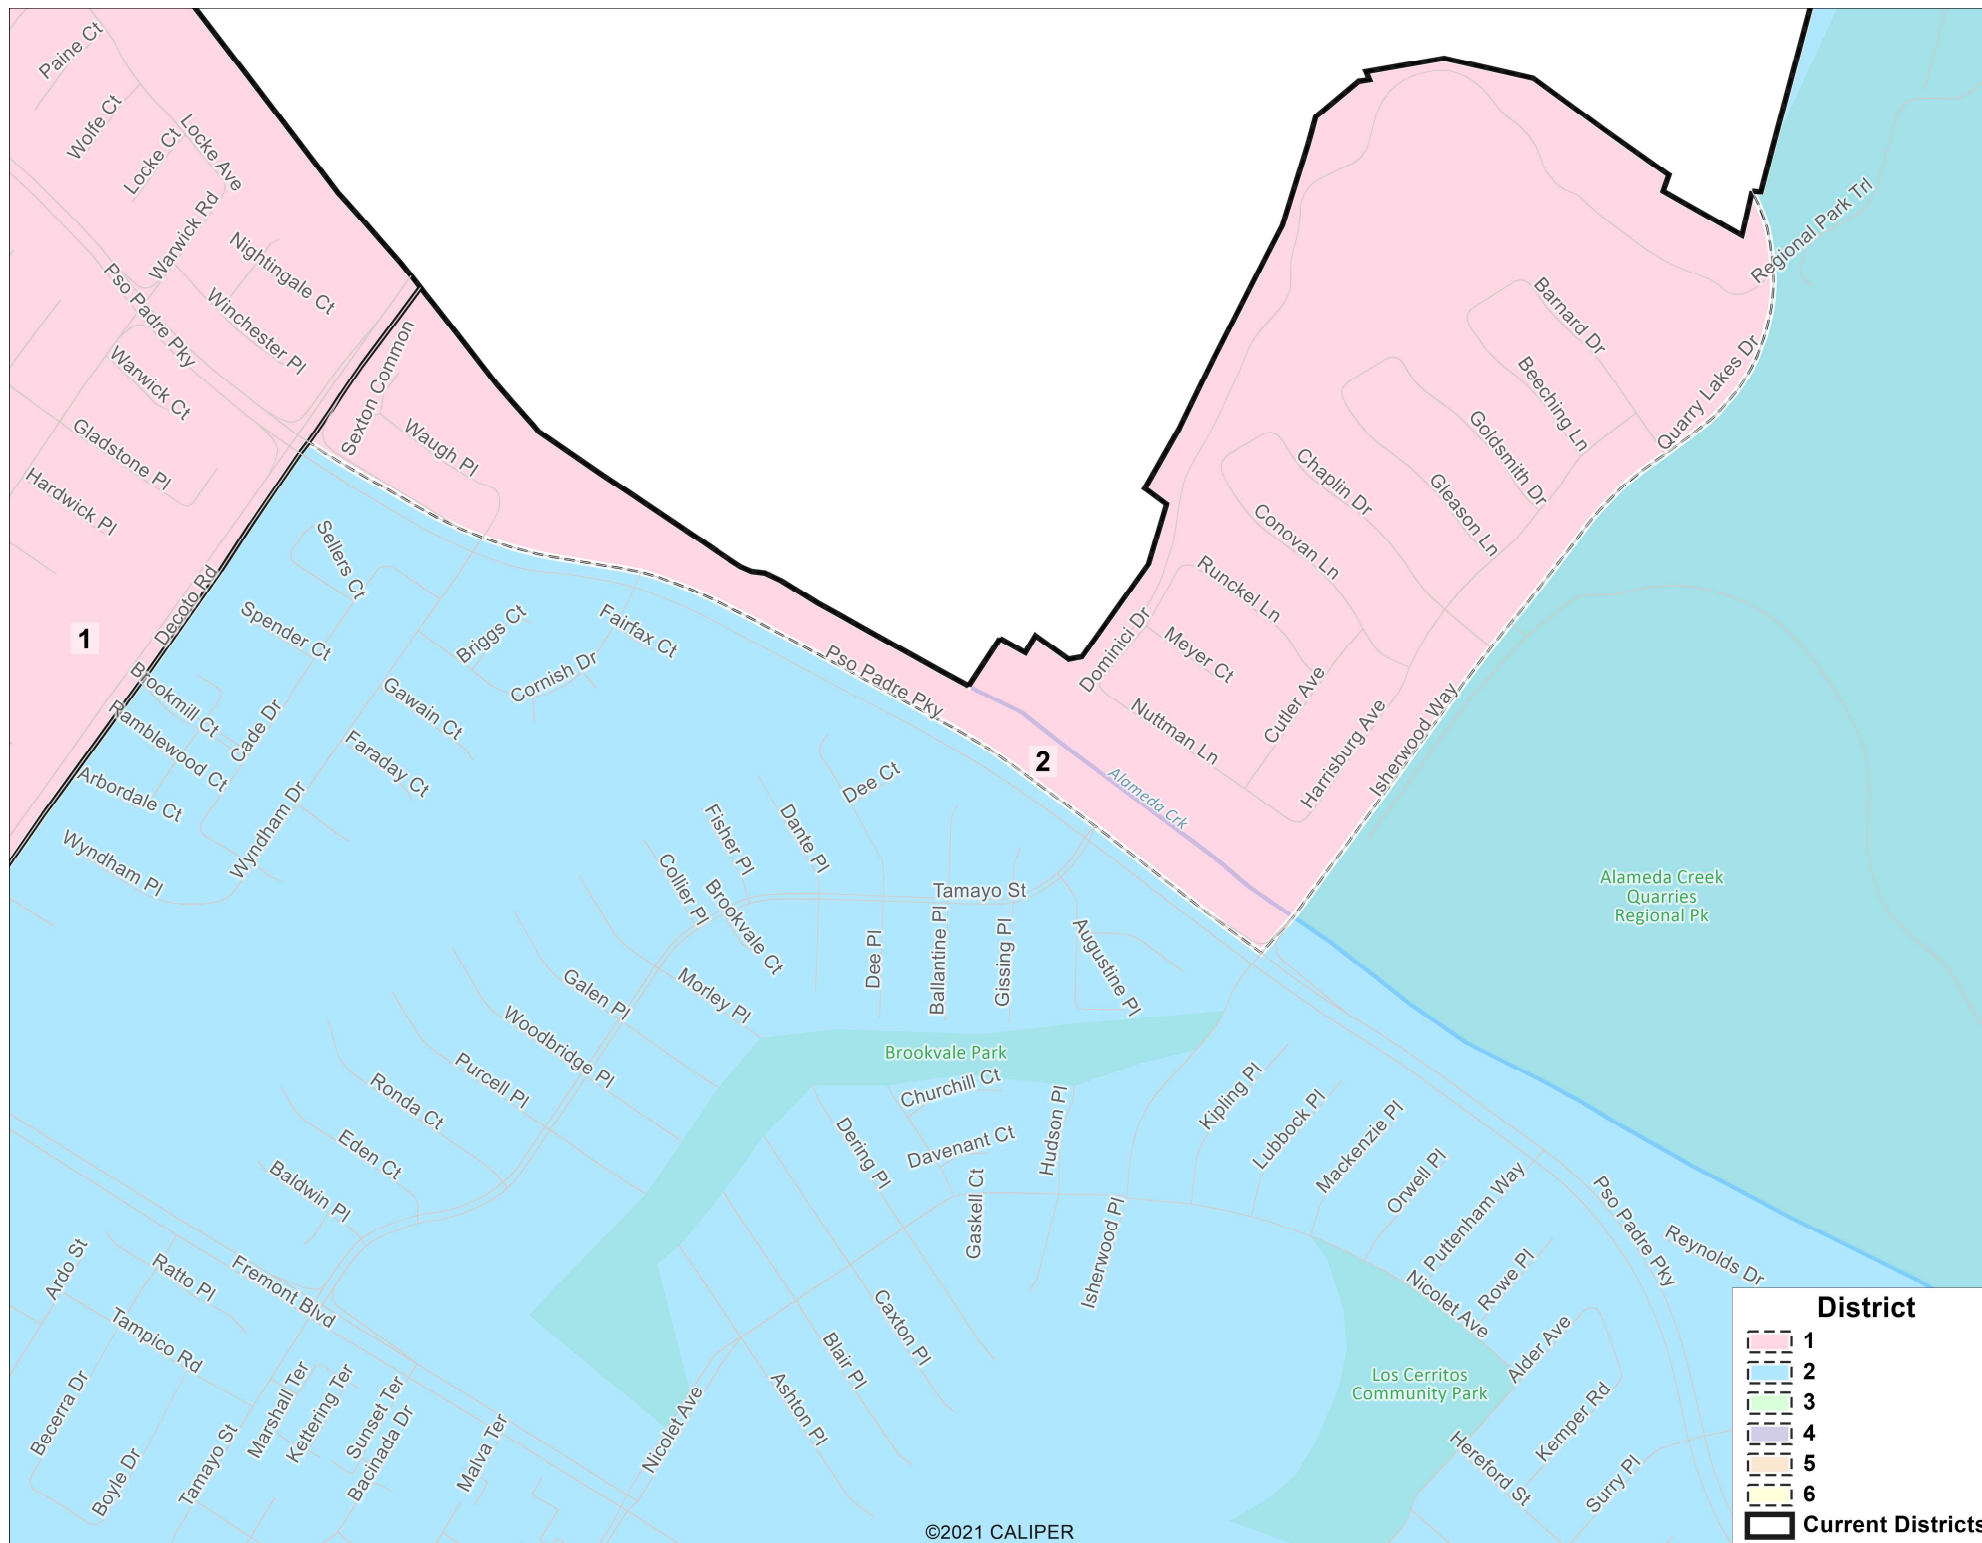 Paine Ct
Wolfe Ct
Locke Ct
Locke Ave
Warwick Rd
Nightingale Ct
Pso Padre Pky
Winchester Pl
Warwick Ct
Gladstone Pl
Hardwick Pl
Sexton Common
Waugh Pl
Decoto Rd
1
Sellers Ct
Spender Ct
Brookmill Ct
Ramblewood Ct
Cade Dr
Arbordale Ct
Wyndham Pl
Wyndham Dr
Briggs Ct
Cornish Dr
Fairfax Ct
Gawain Ct
Faraday Ct
Pso Padre Pky
2
Alameda Crk
Regional Park Trl
Barnard Dr
Beeching Ln
Quarry Lakes Dr
Goldsmith Dr
Gleason Ln
Chaplin Dr
Conovan Ln
Runckel Ln
Meyer Ct
Dominici Dr
Nuttman Ln
Cutler Ave
Harrisburg Ave
Isherwood Way
Alameda Creek
Quarries
Regional Pk
Dee Ct
Dante Pl
Fisher Pl
Collier Pl
Brookvale Ct
Tamayo St
Dee Pl
Ballantine Pl
Gissing Pl
Augustine Pl
Galen Pl
Morley Pl
Woodbridge Pl
Purcell Pl
Ronda Ct
Eden Ct
Baldwin Pl
Brookvale Park
Churchill Ct
Davenant Ct
Dering Pl
Hudson Pl
Gaskell Ct
Isherwood Pl
Kipling Pl
Lubbock Pl
Mackenzie Pl
Orwell Pl
Puttenham Way
Rowe Pl
Nicolet Ave
Pso Padre Pky
Reynolds Dr
Alder Ave
Kemper Rd
Hereford St
Surry Pl
Los Cerritos
Community Park
Ardo St
Ratto Pl
Fremont Blvd
Tampico Rd
Becerra Dr
Boyle Dr
Tamayo St
Marshall Ter
Kettering Ter
Sunset Ter
Bacinada Dr
Malva Ter
Nicolet Ave
Ashton Pl
Blair Pl
Caxton Pl
District
1
2
3
4
5
6
Current Districts
©2021 CALIPER